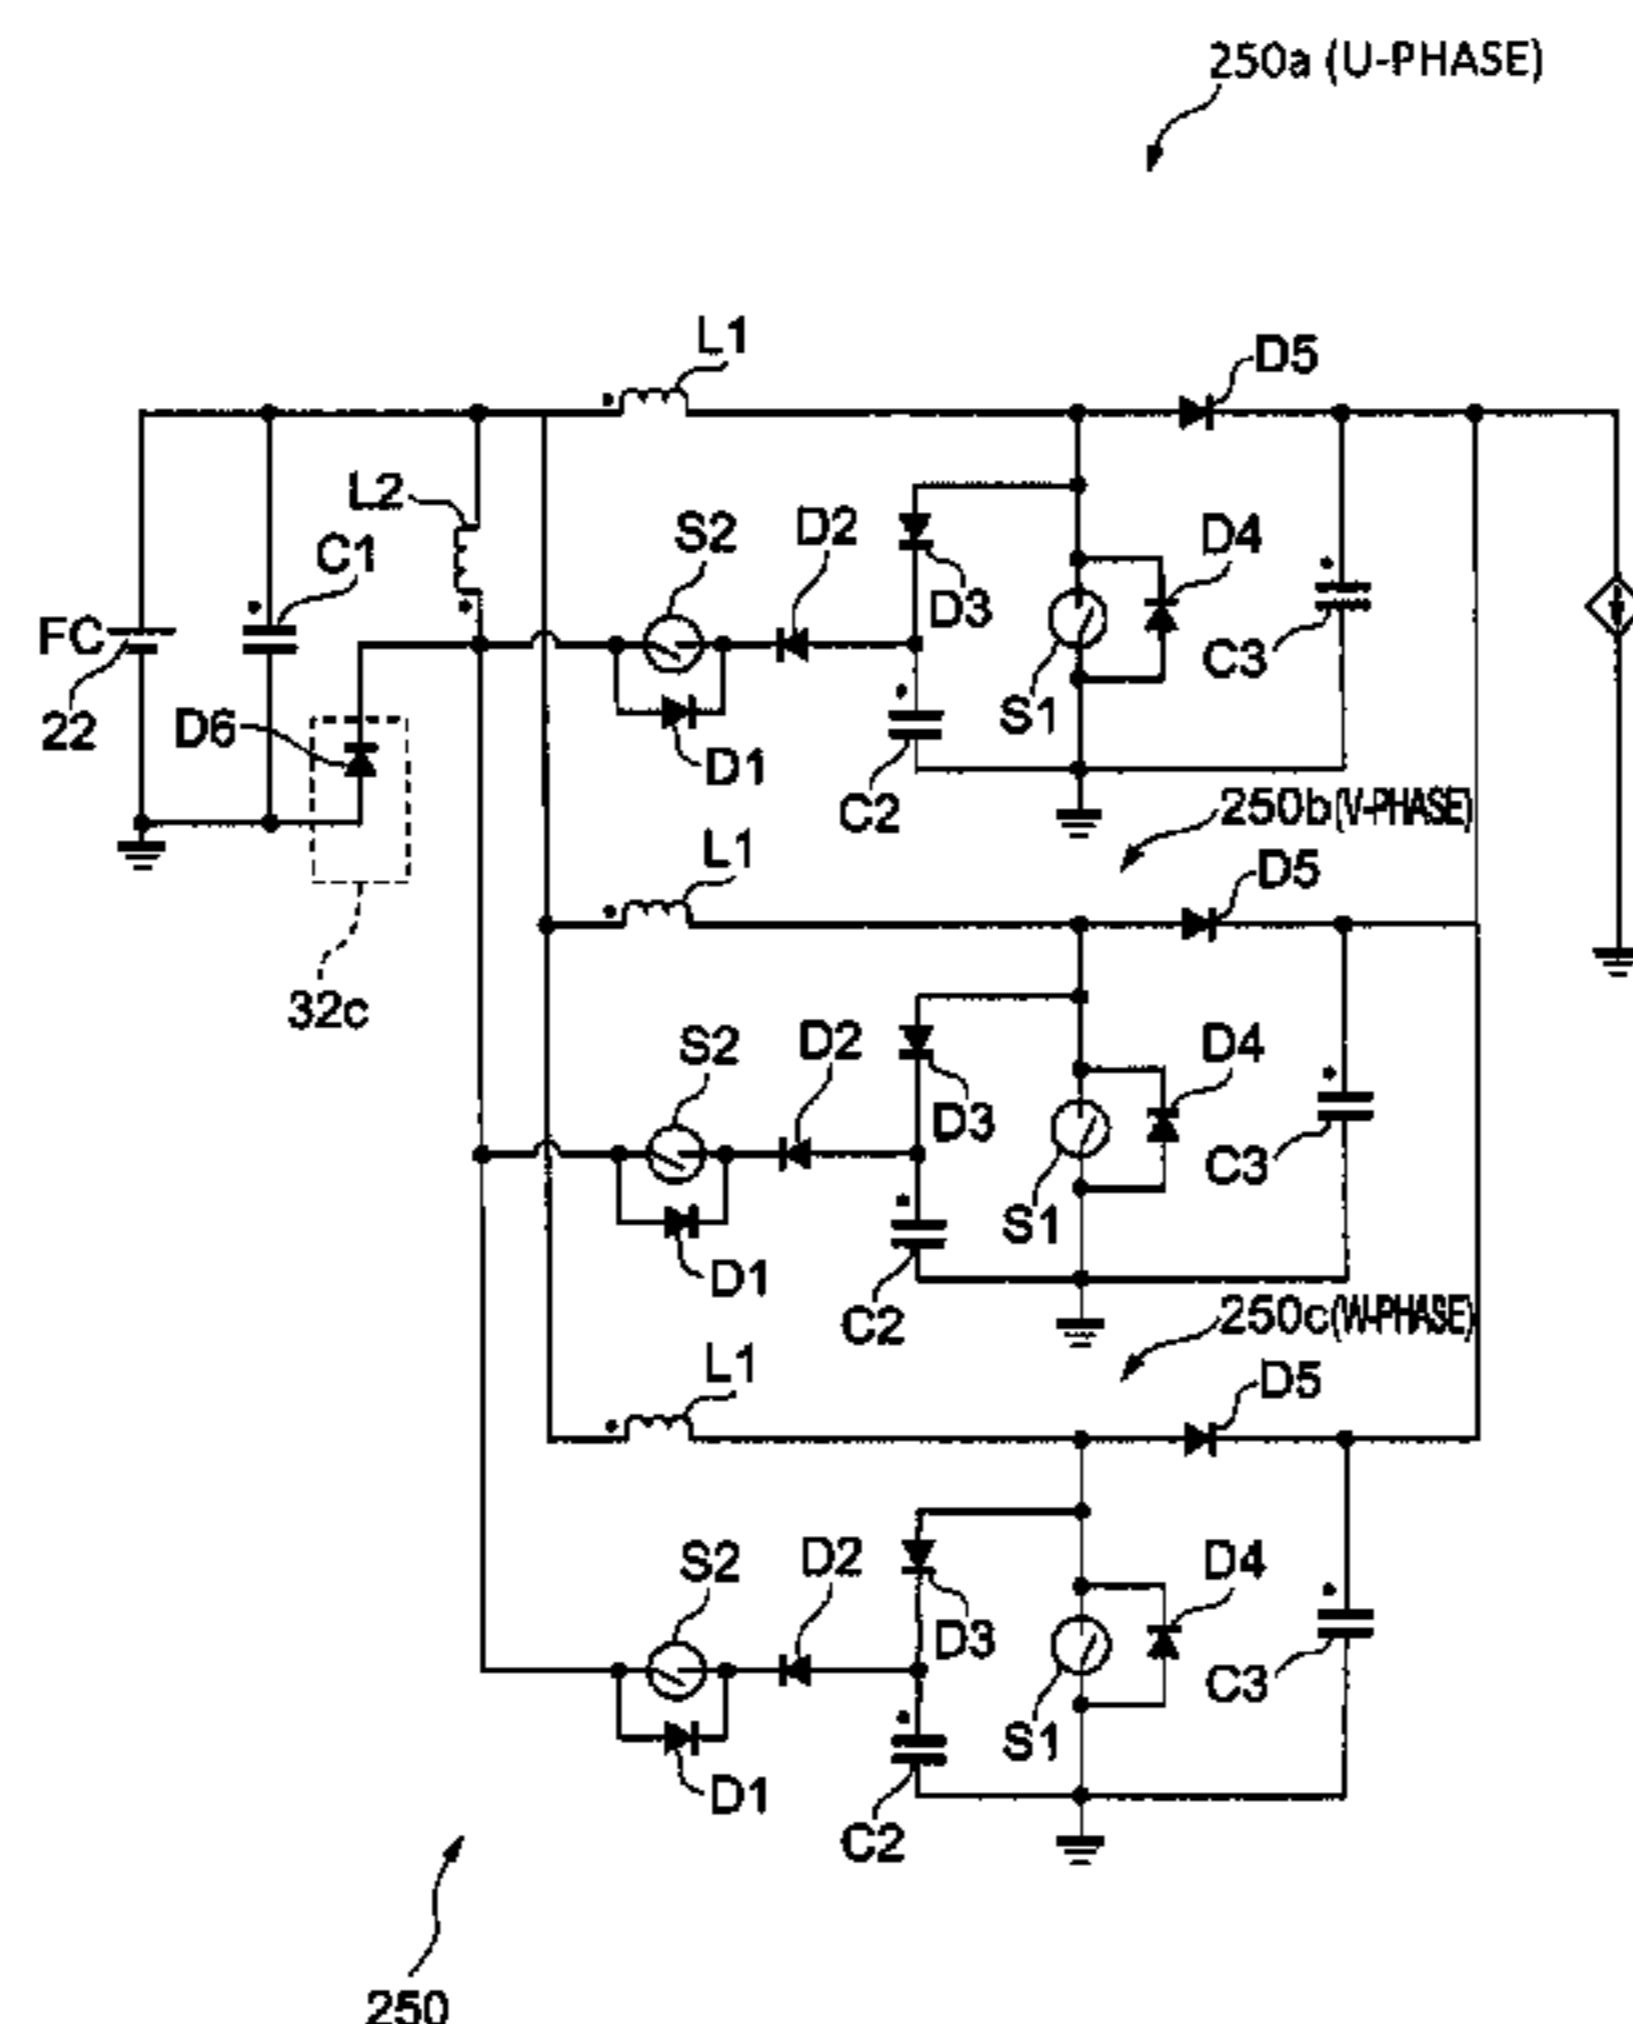 250a (U-PHASE)
L1
D5
L2
S2
D2
D4
C1
D3
FC
C3
22
D6
S1
D1
C2
250b (V-PHASE)
L1
D5
32c
S2
D2
D4
D3
C3
S1
D1
C2
250c (W-PHASE)
L1
D5
S2
D2
D4
D3
C3
S1
D1
C2
250